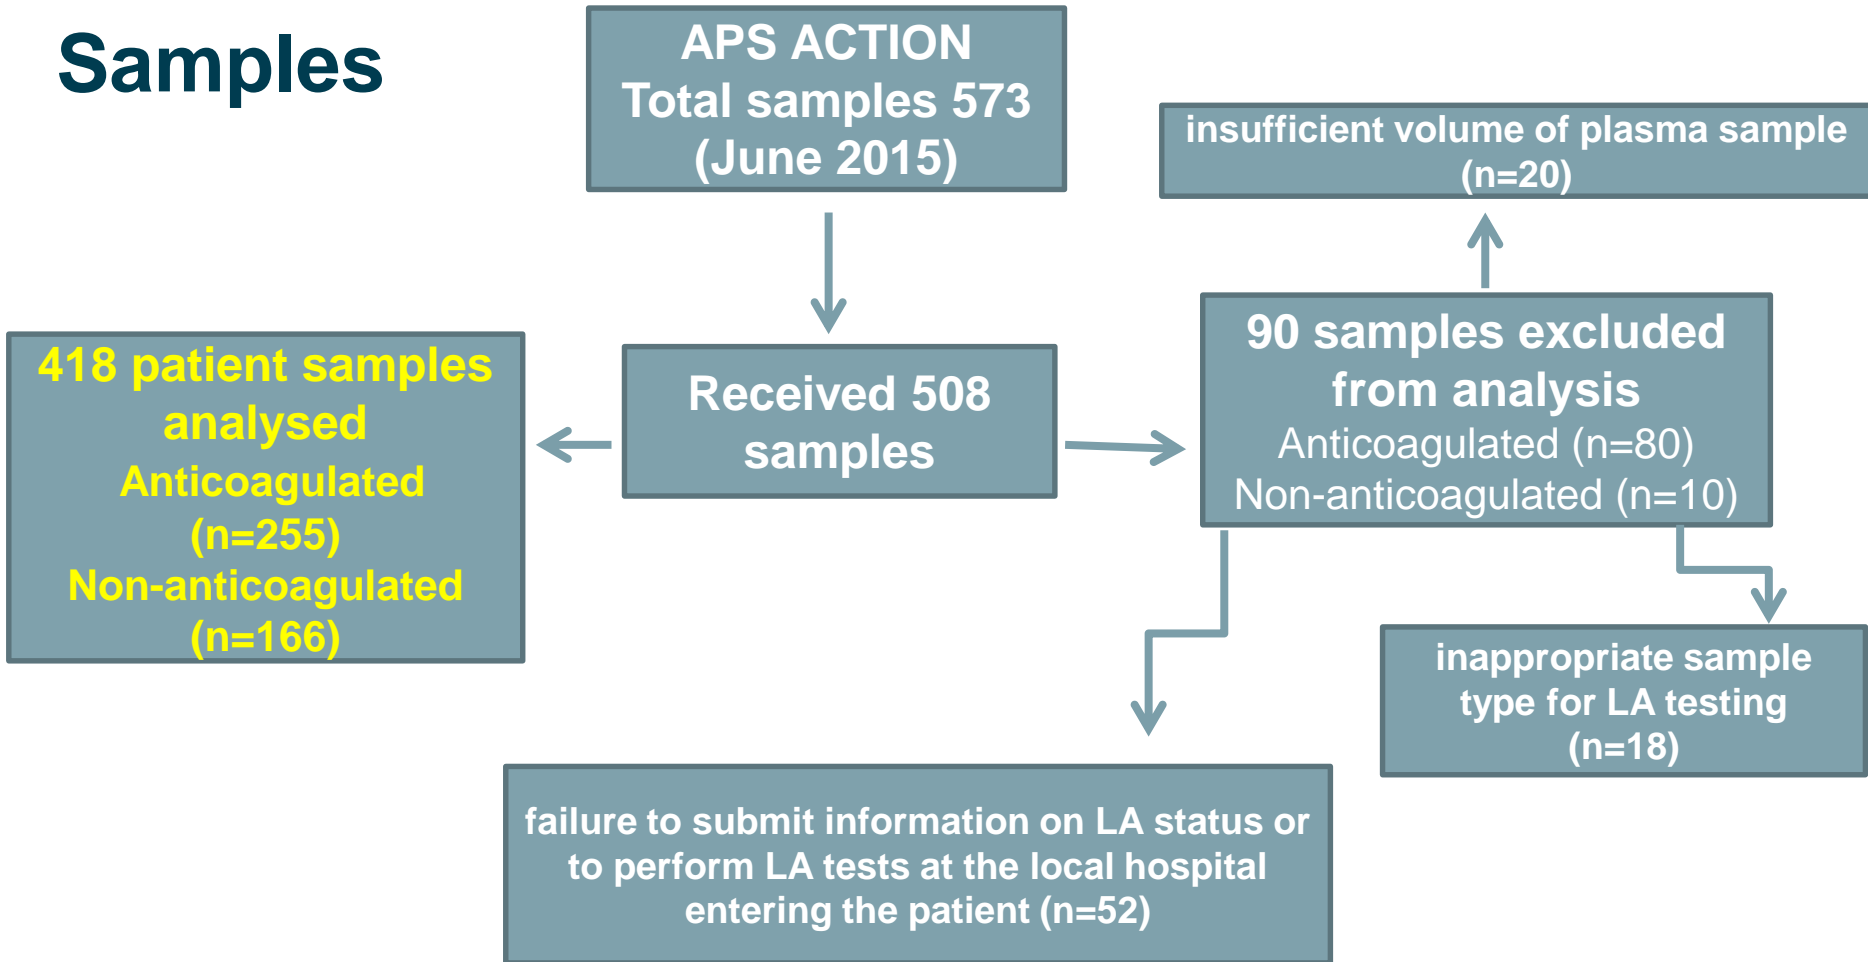 Samples
APS ACTION
Total samples 573
(June 2015)
insufficient volume of plasma sample
(n=20)
418 patient samples
analysed
Anticoagulated
(n=255)
Non-anticoagulated
(n=166)
Received 508
samples
90 samples excluded
from analysis
Anticoagulated (n=80)
Non-anticoagulated (n=10)
inappropriate sample
type for LA testing
(n=18)
failure to submit information on LA status or
to perform LA tests at the local hospital
entering the patient (n=52)